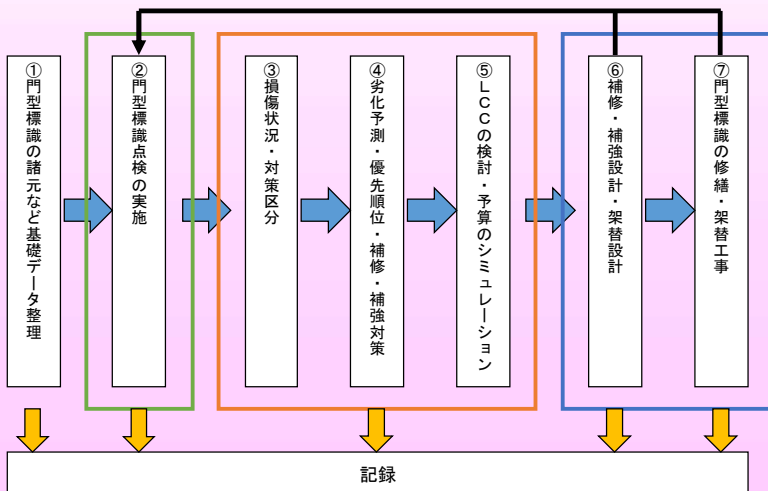 ①門型標識の諸元など基礎データ整理
②門型標識点検の実施
③損傷状況・対策区分
④劣化予測・優先順位・補修・補強対策
⑤LCCの検討・予算のシミュレーション
⑥補修・補強設計・架替設計
⑦門型標識の修繕・架替工事
記録